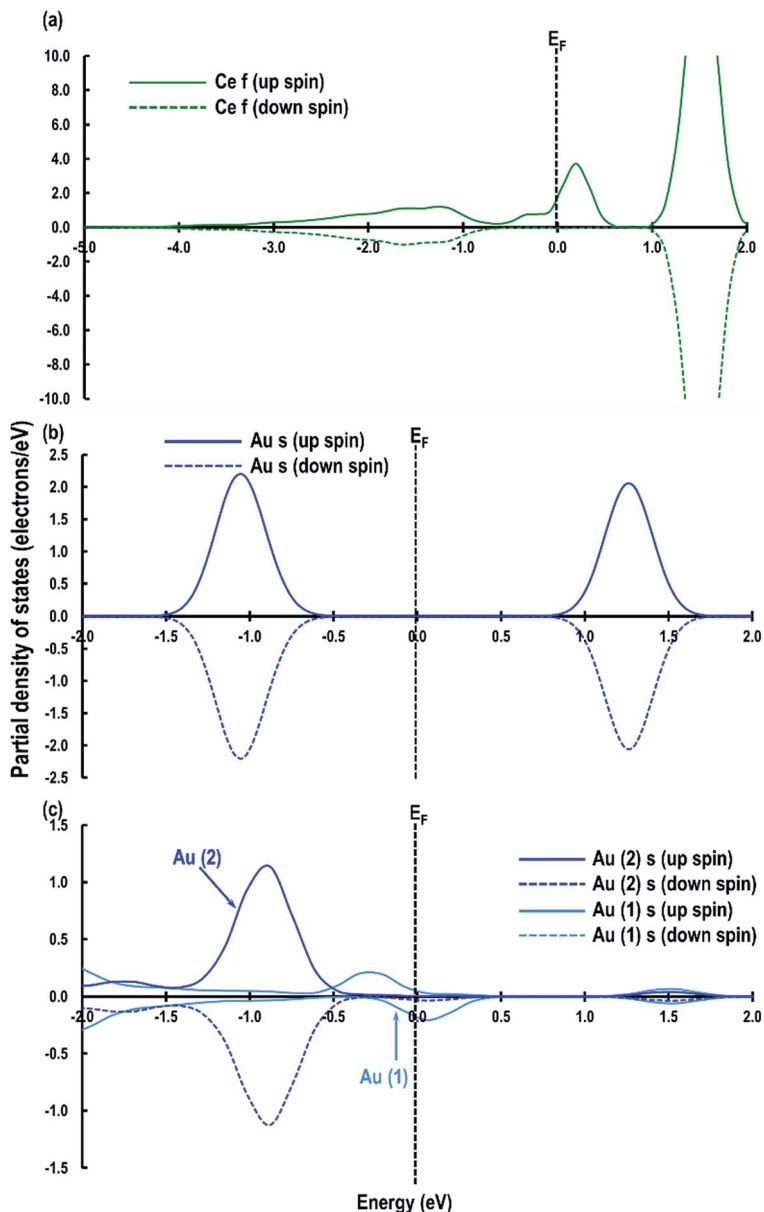 (a)
E_F
10.0
Ce f (up spin)
8.0
Ce f (down spin)
6.0
4.0
2.0
0.0
-5.0 -4.0 -3.0 -2.0 -1.0 0.0 1.0 2.0
-2.0
-4.0
-6.0
-8.0
-10.0
Partial density of states (electrons/eV)
(b)
E_F
Au s (up spin)
2.5
Au s (down spin)
2.0
1.5
1.0
0.5
0.0
-2.0 -1.5 -1.0 -0.5 0.0 0.5 1.0 1.5 2.0
-0.5
-1.0
-1.5
-2.0
-2.5
(c)
E_F
1.5
Au (2)
Au (2) s (up spin)
Au (2) s (down spin)
Au (1) s (up spin)
Au (1) s (down spin)
1.0
0.5
0.0
-2.0 -1.5 -1.0 -0.5 0.0 0.5 1.0 1.5 2.0
-0.5
Au (1)
-1.0
-1.5
Energy (eV)